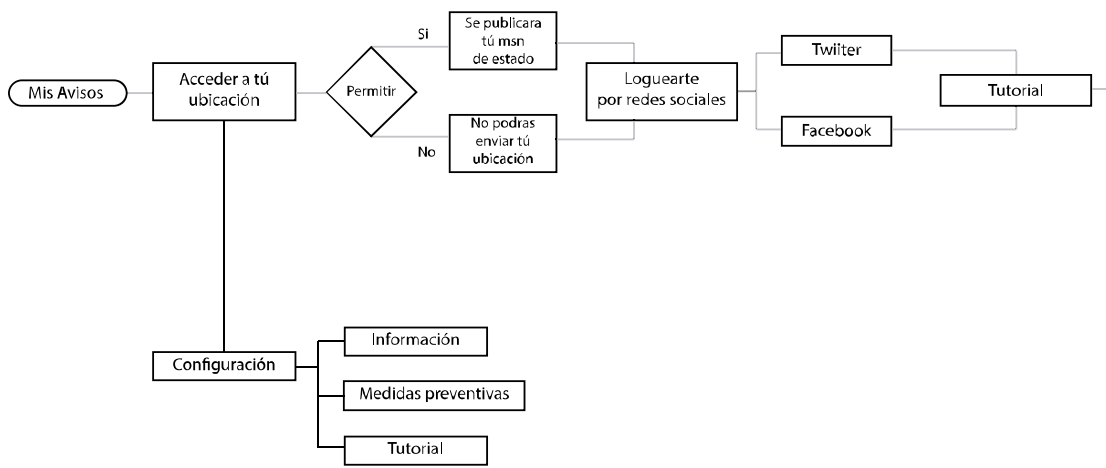 Mis Avisos
Acceder a tú
ubicación
Permitir
Si
Se publicara
tú msn
de estado
No
No podras
enviar tú
ubicación
Loguearte
por redes sociales
Twiiter
Facebook
Tutorial
Configuración
Información
Medidas preventivas
Tutorial